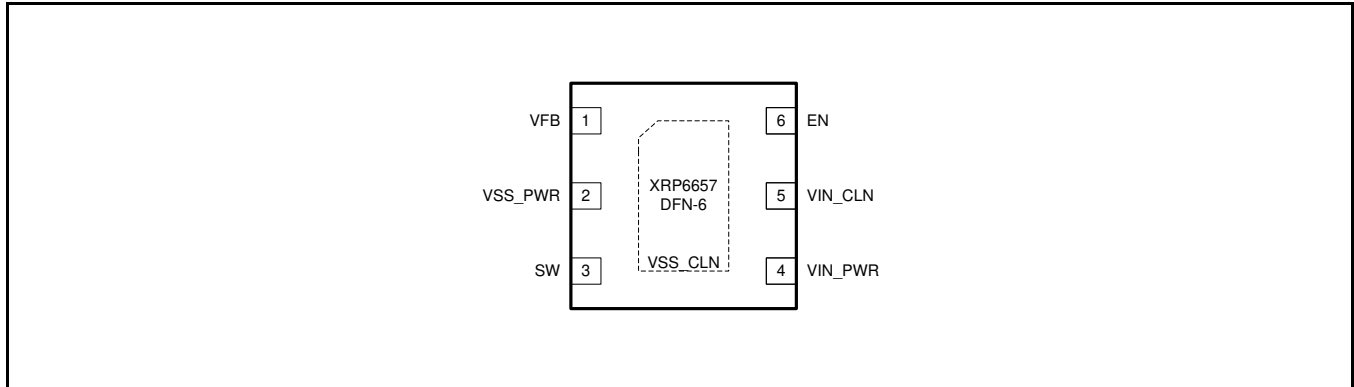 VFB 1 6 EN
XRP6657
DFN-6
VSS_PWR 2 5 VIN_CLN
SW 3 VSS_CLN 4 VIN_PWR